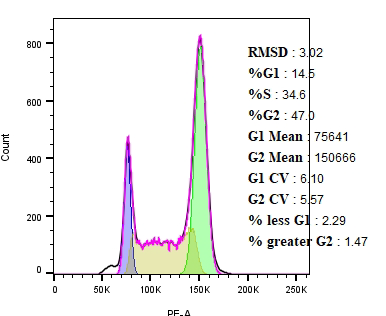 800
600
400
200
0
Count
0 50K 100K 150K 200K 250K
PE-A
RMSD : 3.02
%G1 : 14.5
%S : 34.6
%G2 : 47.0
G1 Mean : 75641
G2 Mean : 150666
G1 CV : 6.10
G2 CV : 5.57
% less G1 : 2.29
% greater G2 : 1.47